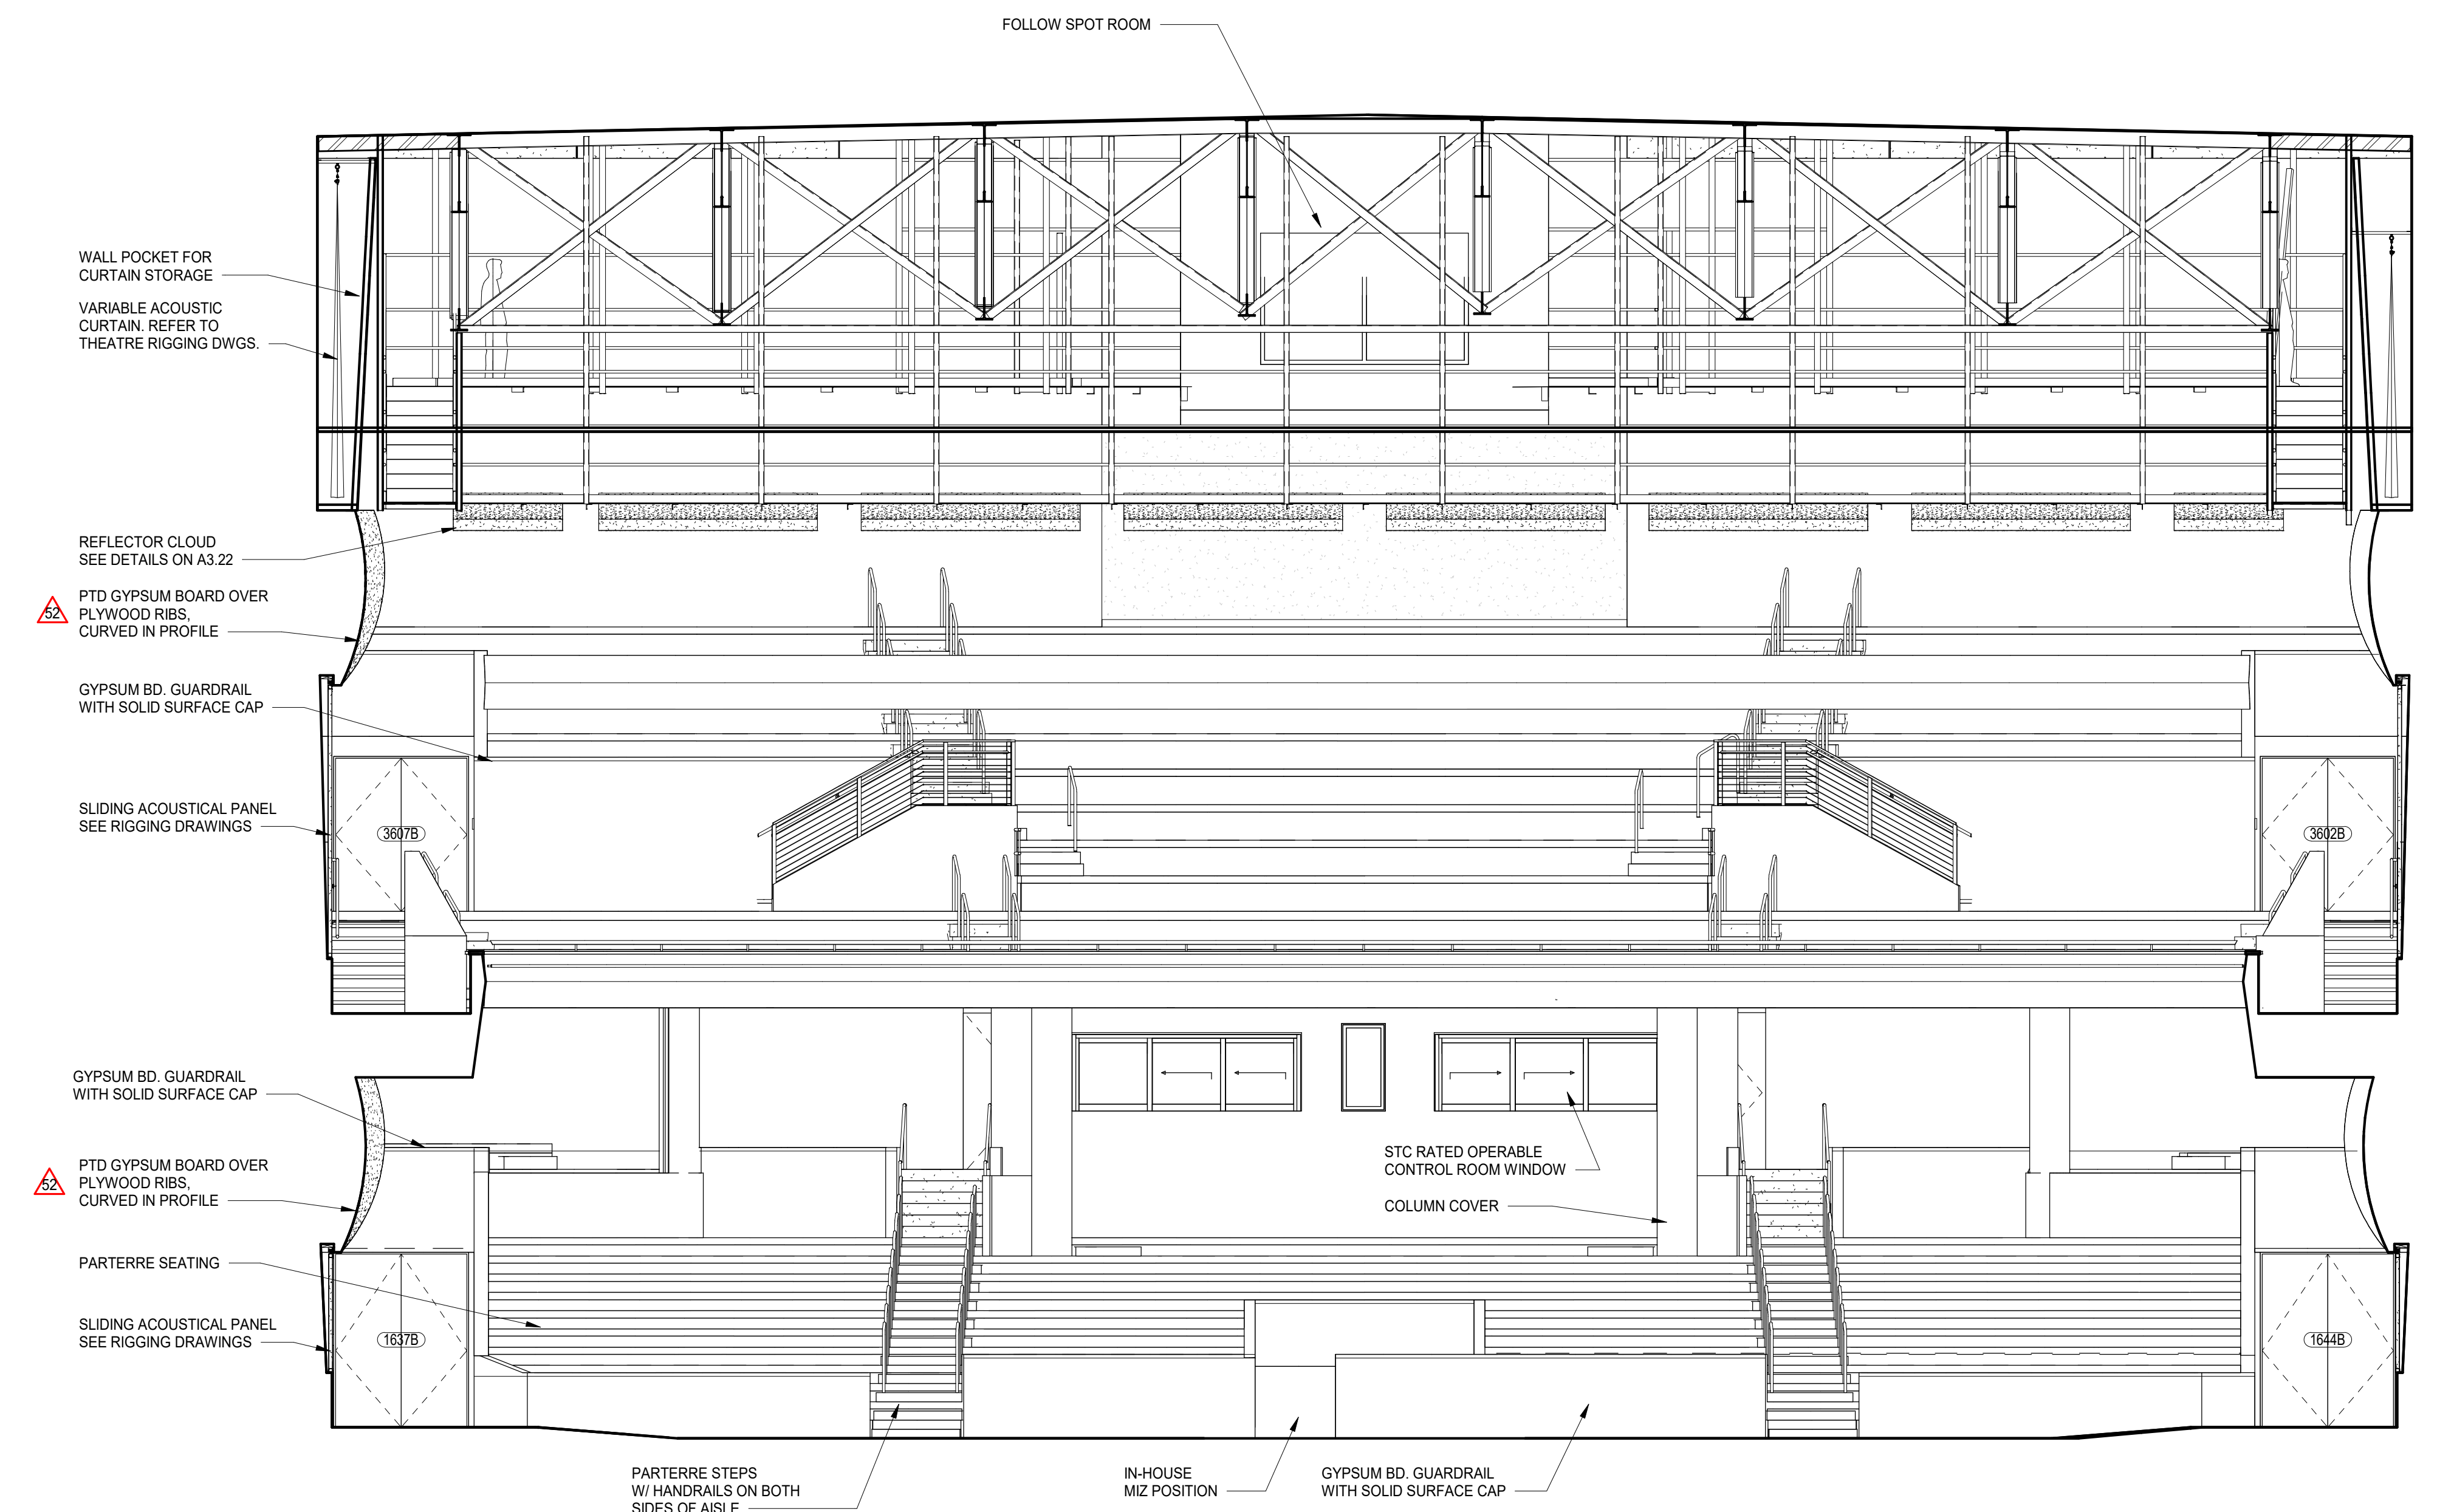 FOLLOW SPOT ROOM
WALL POCKET FOR
CURTAIN STORAGE
VARIABLE ACOUSTIC
CURTAIN. REFER TO
THEATRE RIGGING DWGS.
REFLECTOR CLOUD
SEE DETAILS ON A3.22
52
PTD GYPSUM BOARD OVER
PLYWOOD RIBS,
CURVED IN PROFILE
GYPSUM BD. GUARDRAIL
WITH SOLID SURFACE CAP
SLIDING ACOUSTICAL PANEL
SEE RIGGING DRAWINGS
3607B
3602B
GYPSUM BD. GUARDRAIL
WITH SOLID SURFACE CAP
52
PTD GYPSUM BOARD OVER
PLYWOOD RIBS,
CURVED IN PROFILE
STC RATED OPERABLE
CONTROL ROOM WINDOW
COLUMN COVER
PARTERRE SEATING
SLIDING ACOUSTICAL PANEL
SEE RIGGING DRAWINGS
1637B
1644B
PARTERRE STEPS
W/ HANDRAILS ON BOTH
SIDES OF AISLE
IN-HOUSE
MIZ POSITION
GYPSUM BD. GUARDRAIL
WITH SOLID SURFACE CAP